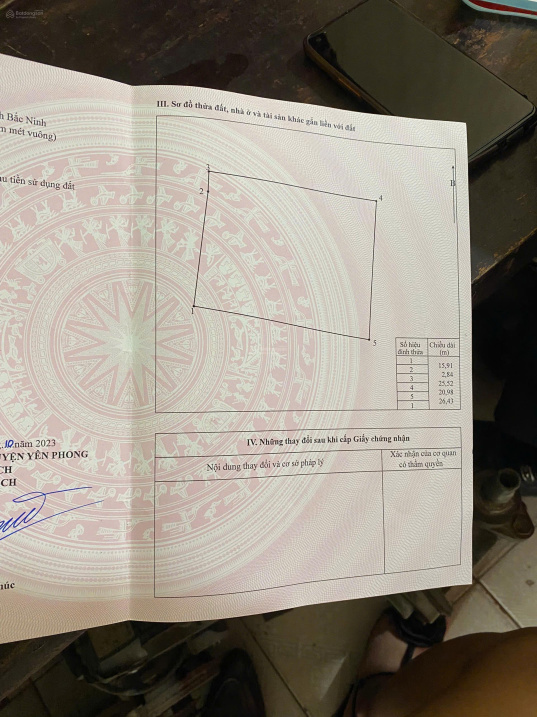 h Bắc Ninh
m mét vuông)
u tiền sử dụng đất
10 năm 2023
UYỆN YÊN PHONG
CH
CH
húc
III. Sơ đồ thửa đất, nhà ở và tài sản khác gắn liền với đất
3
2
4
B
1
5
Số hiệu đỉnh thửa
Chiều dài (m)
1
15,91
2
2,84
3
25,52
4
20,98
5
26,43
1
IV. Những thay đổi sau khi cấp Giấy chứng nhận
Nội dung thay đổi và cơ sở pháp lý
Xác nhận của cơ quan
có thẩm quyền